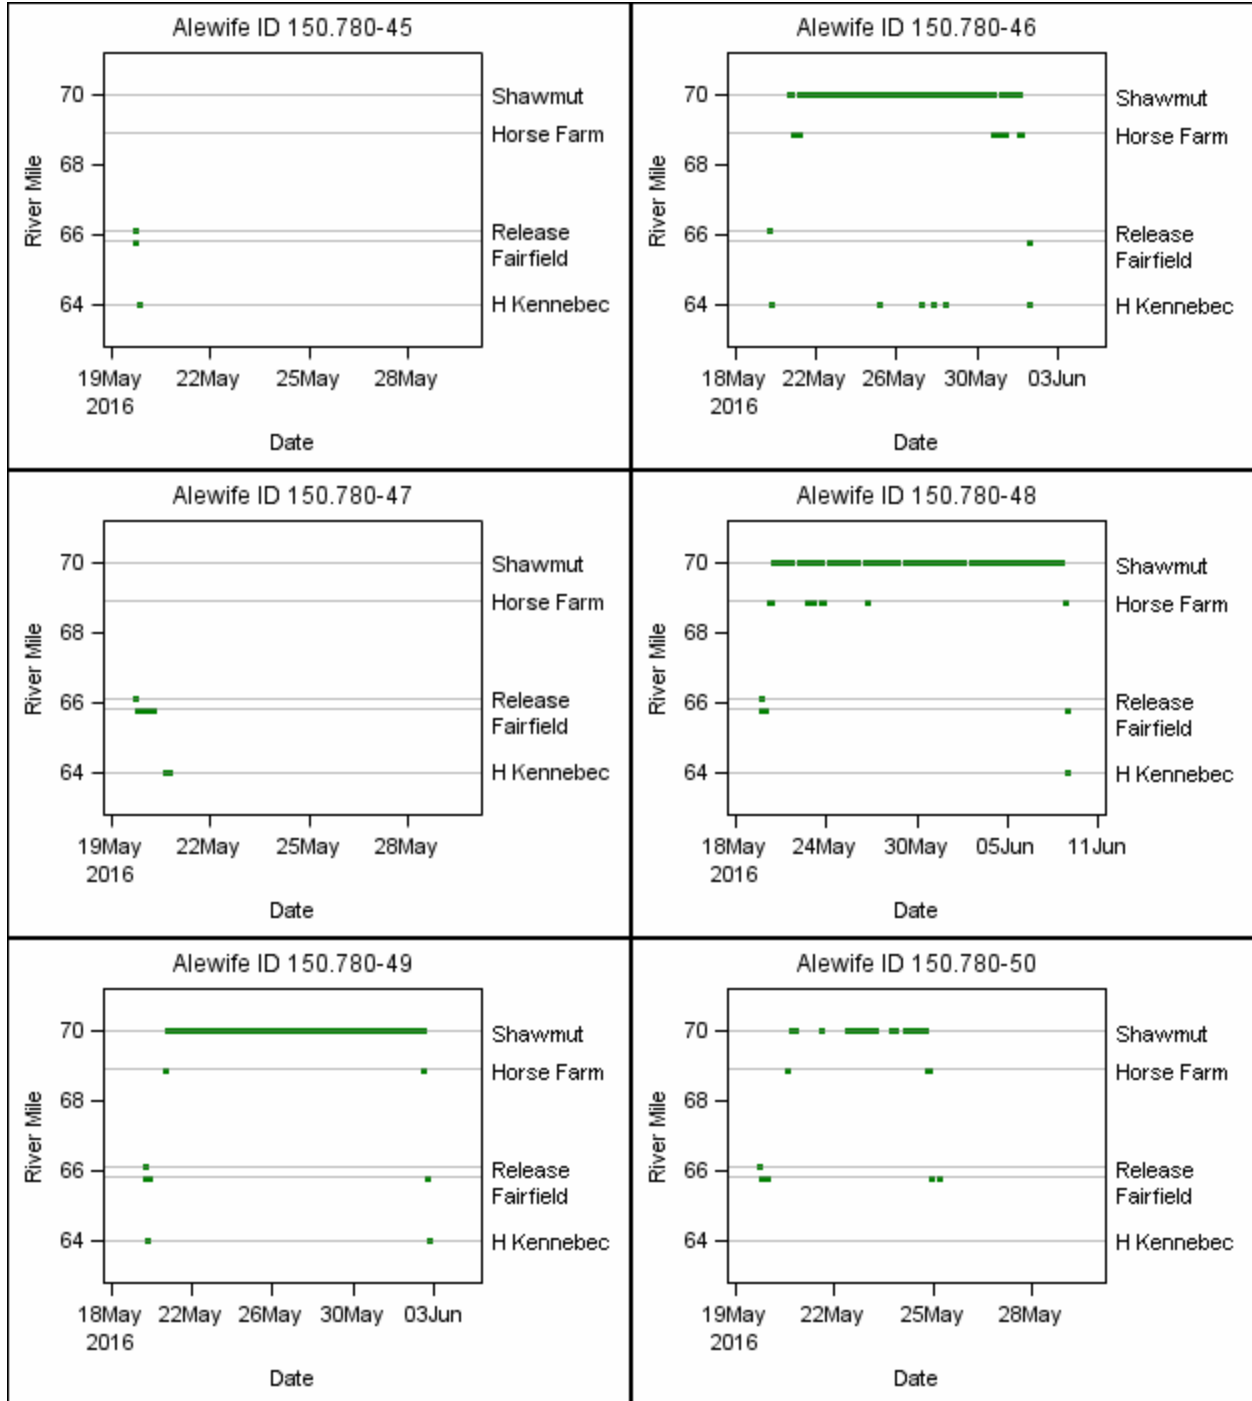 Alewife ID 150.780-45
70
68
66
64
River Mile
Shawmut
Horse Farm
Release
Fairfield
H Kennebec
19May 22May 25May 28May
2016
Date
Alewife ID 150.780-46
70
68
66
64
River Mile
Shawmut
Horse Farm
Release
Fairfield
H Kennebec
18May 22May 26May 30May 03Jun
2016
Date
Alewife ID 150.780-47
70
68
66
64
River Mile
Shawmut
Horse Farm
Release
Fairfield
H Kennebec
19May 22May 25May 28May
2016
Date
Alewife ID 150.780-48
70
68
66
64
River Mile
Shawmut
Horse Farm
Release
Fairfield
H Kennebec
18May 24May 30May 05Jun 11Jun
2016
Date
Alewife ID 150.780-49
70
68
66
64
River Mile
Shawmut
Horse Farm
Release
Fairfield
H Kennebec
18May 22May 26May 30May 03Jun
2016
Date
Alewife ID 150.780-50
70
68
66
64
River Mile
Shawmut
Horse Farm
Release
Fairfield
H Kennebec
19May 22May 25May 28May
2016
Date